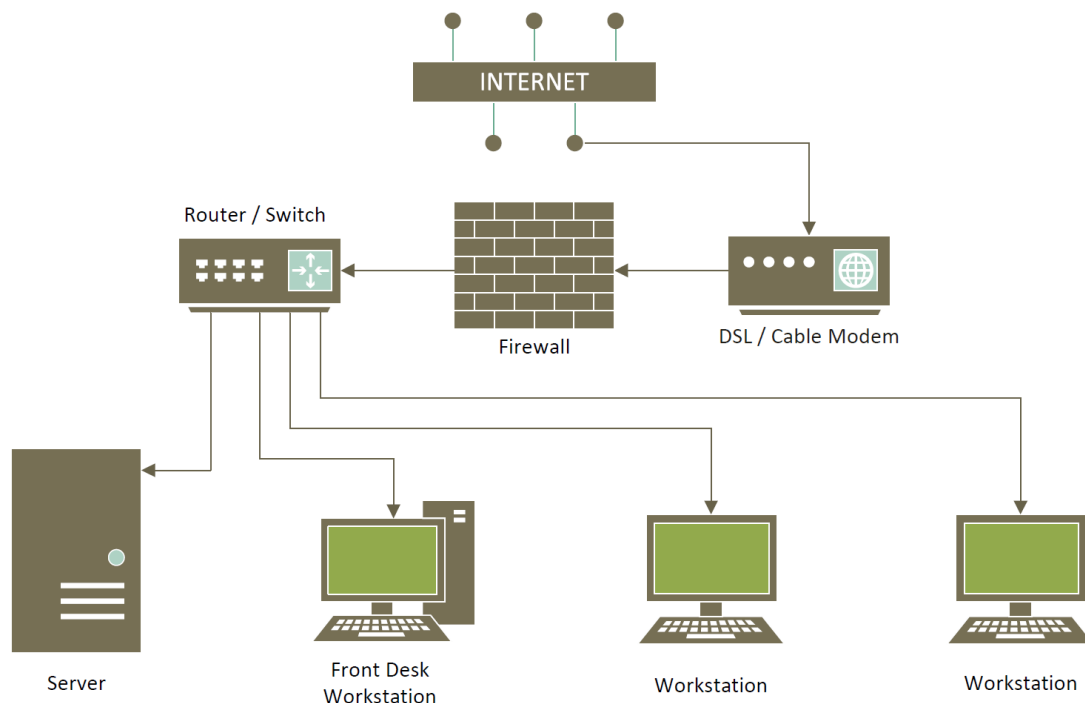 INTERNET
Router / Switch
Firewall
DSL / Cable Modem
Server
Front Desk
Workstation
Workstation
Workstation